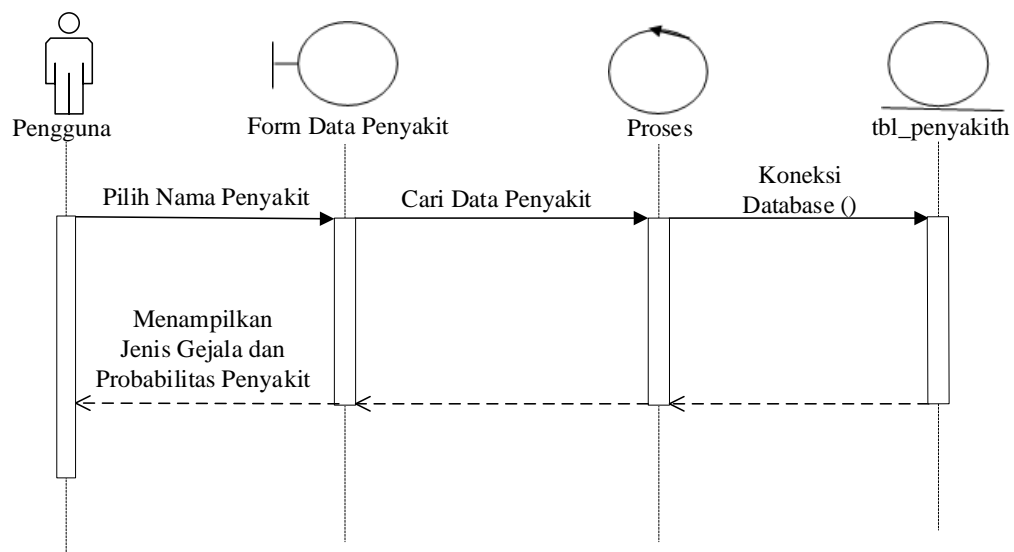 Pengguna
Form Data Penyakit
Proses
tbl_penyakith
Pilih Nama Penyakit
Cari Data Penyakit
Koneksi
Database ()
Menampilkan
Jenis Gejala dan
Probabilitas Penyakit